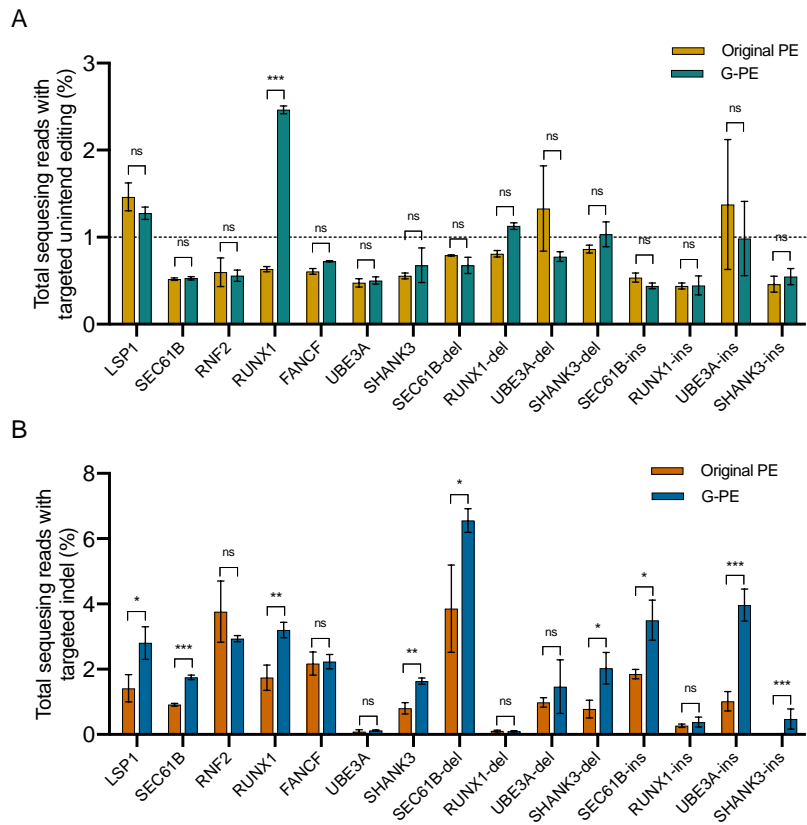 A
Original PE
G-PE
Total sequesing reads with
targeted unintend editing (%)
3
2
1
0
ns
ns
ns
***
ns
ns
ns
ns
ns
ns
ns
ns
ns
ns
ns
LSP1
SEC61B
RNF2
RUNX1
FANCF
UBE3A
SHANK3
SEC61B-del
RUNX1-del
UBE3A-del
SHANK3-del
SEC61B-ins
RUNX1-ins
UBE3A-ins
SHANK3-ins
B
Original PE
G-PE
Total sequesing reads with
targeted indel (%)
8
6
4
2
0
*
***
ns
**
ns
ns
**
*
ns
ns
*
*
ns
***
***
LSP1
SEC61B
RNF2
RUNX1
FANCF
UBE3A
SHANK3
SEC61B-del
RUNX1-del
UBE3A-del
SHANK3-del
SEC61B-ins
RUNX1-ins
UBE3A-ins
SHANK3-ins